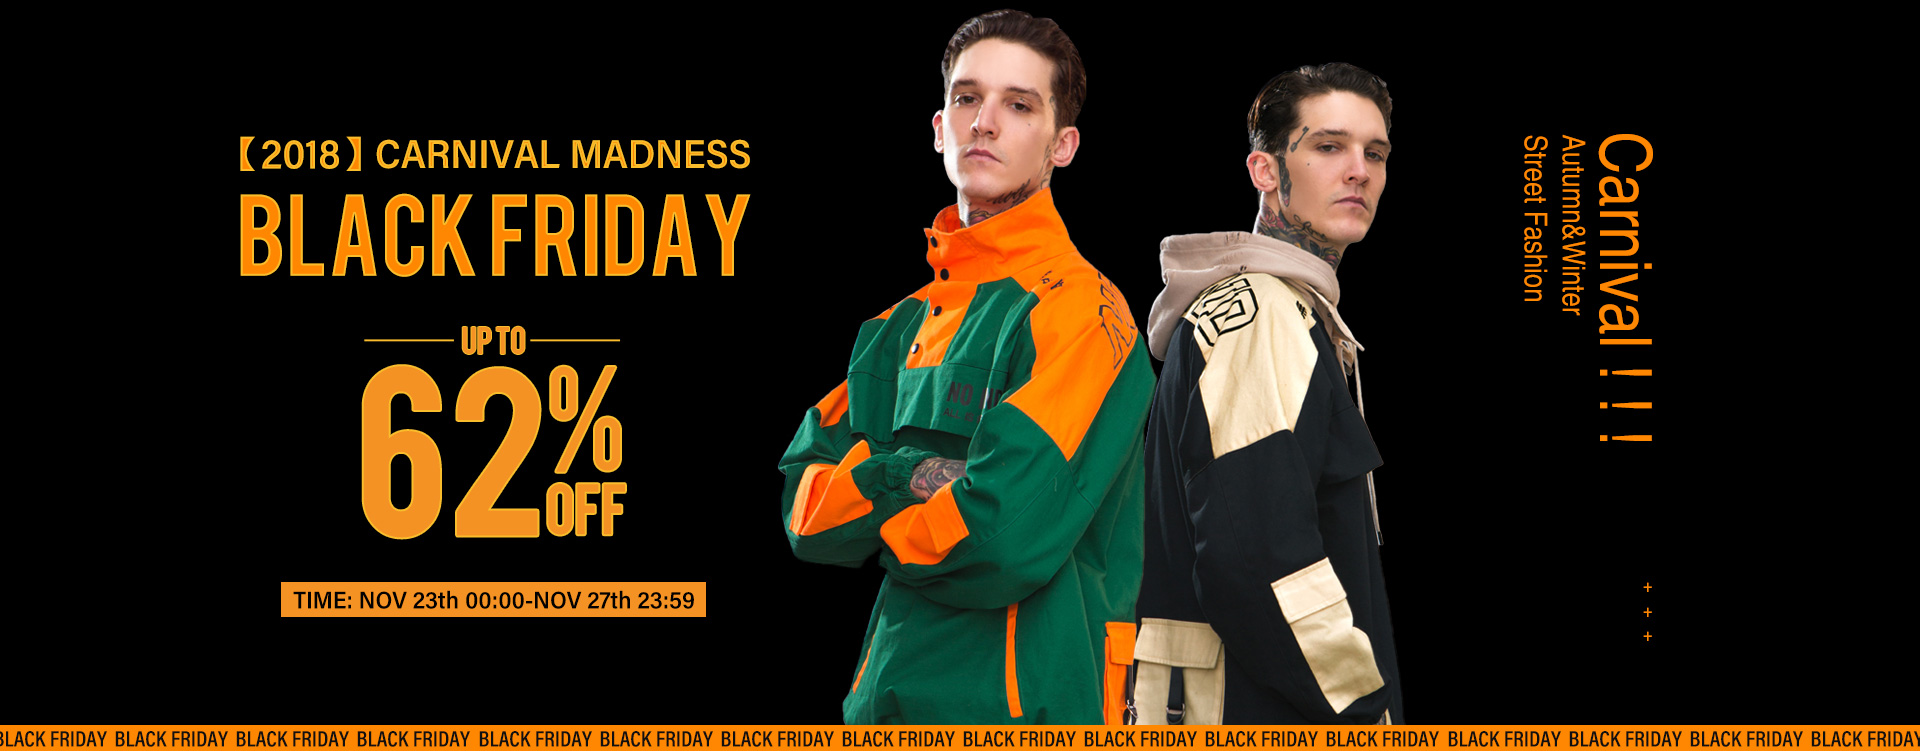 【2018】CARNIVAL MADNESS
BLACK FRIDAY
UP TO
62%
OFF
TIME: NOV 23th 00:00-NOV 27th 23:59
NO
Carnival ! ! !
Autumn&Winter
Street Fashion
+ + +
BLACK FRIDAY BLACK FRIDAY BLACK FRIDAY BLACK FRIDAY BLACK FRIDAY BLACK FRIDAY BLACK FRIDAY BLACK FRIDAY BLACK FRIDAY BLACK FRIDAY BLACK FRIDAY BLACK FRIDAY BLACK FRIDAY BLACK FRIDAY BLACK FRIDAY BLACK FRIDAY